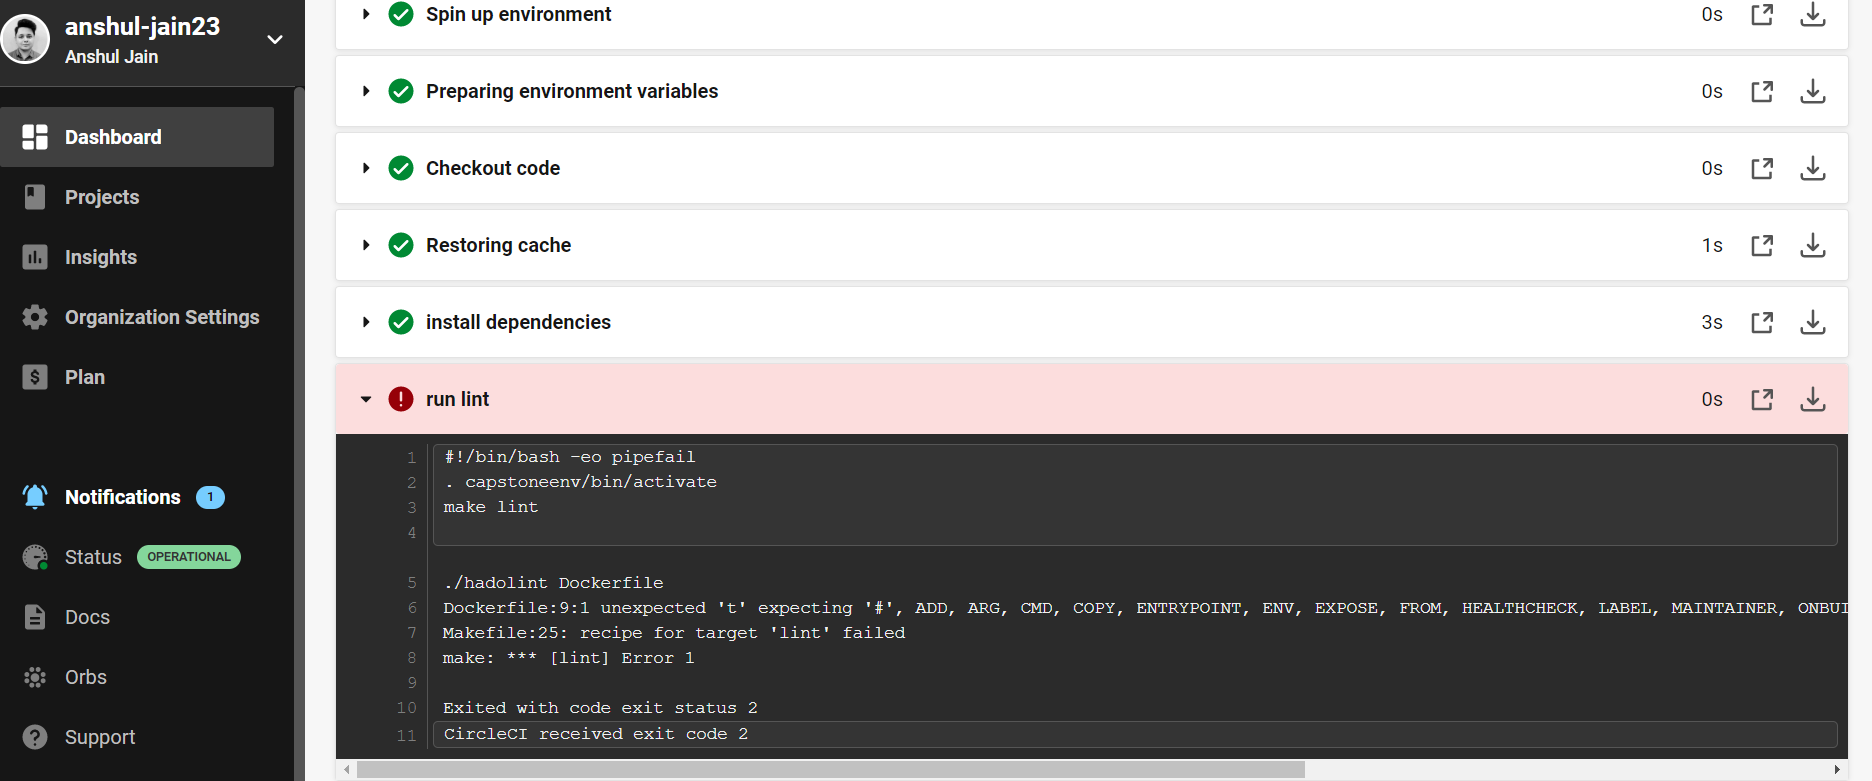 anshul-jain23
Anshul Jain
Dashboard
Projects
Insights
Organization Settings
$ Plan
Notifications 1
Status OPERATIONAL
Docs
Orbs
? Support
Spin up environment 0s
Preparing environment variables 0s
Checkout code 0s
Restoring cache 1s
install dependencies 3s
! run lint 0s
1 #!/bin/bash -eo pipefail
2 . capstoneenv/bin/activate
3 make lint
4
5 ./hadolint Dockerfile
6 Dockerfile:9:1 unexpected 't' expecting '#', ADD, ARG, CMD, COPY, ENTRYPOINT, ENV, EXPOSE, FROM, HEALTHCHECK, LABEL, MAINTAINER, ONBUI
7 Makefile:25: recipe for target 'lint' failed
8 make: *** [lint] Error 1
9
10 Exited with code exit status 2
11 CircleCI received exit code 2